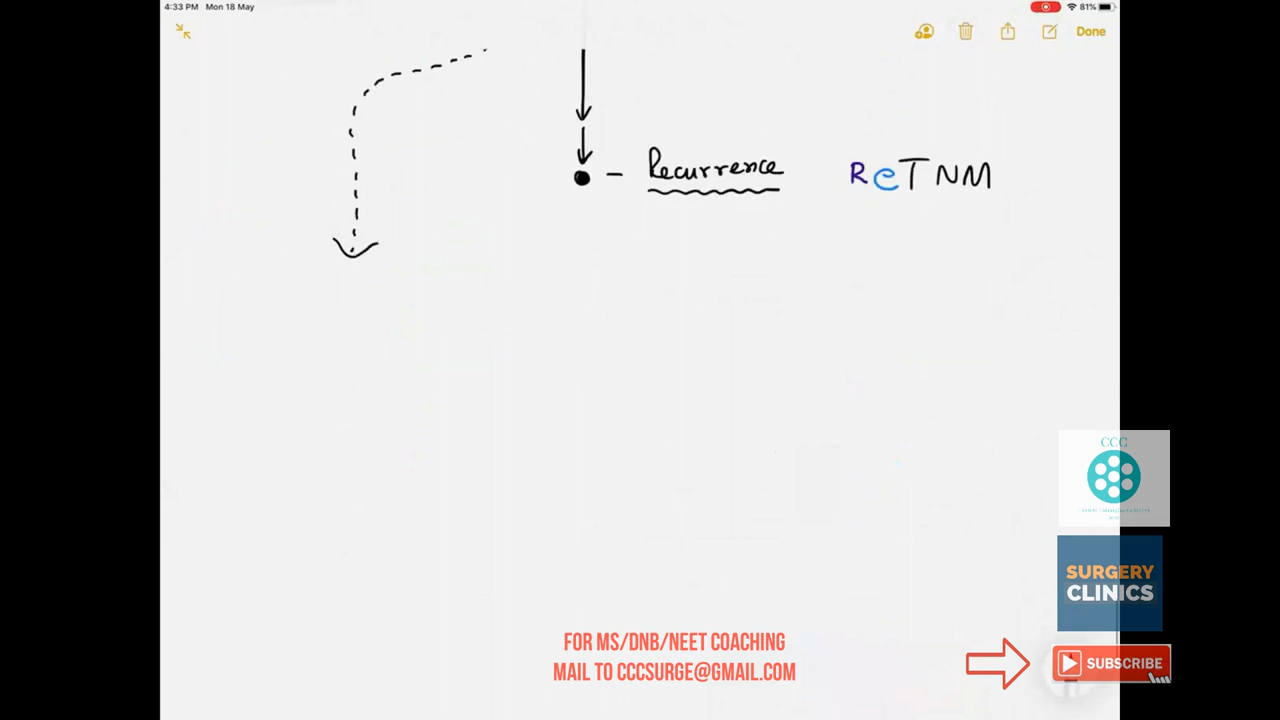 4:33 PM Mon 18 May
81%
Done
– Recurrence ReTNM
CCC
SURGERY
CLINICS
FOR MS/DNB/NEET COACHING
MAIL TO CCCSURGE@GMAIL.COM
SUBSCRIBE